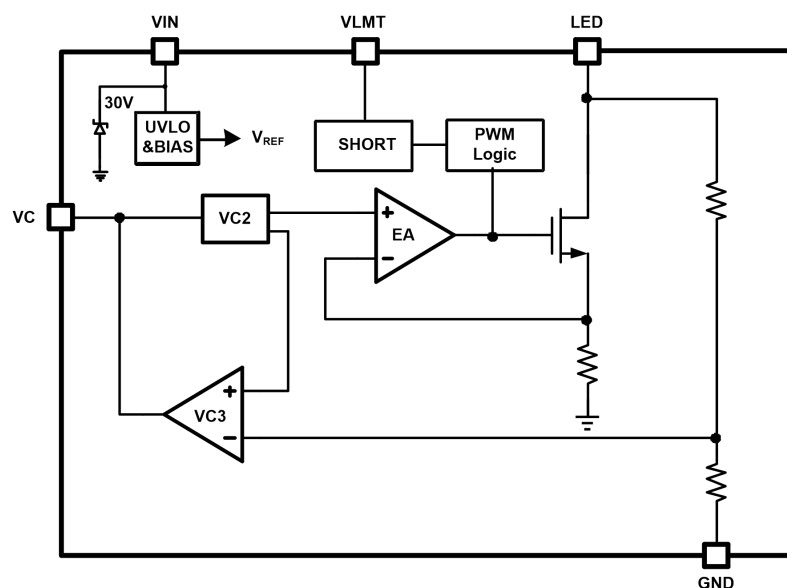 VIN
VLMT
LED
30V
UVLO
&BIAS
VREF
SHORT
PWM
Logic
VC
VC2
+
EA
−
+
VC3
−
GND